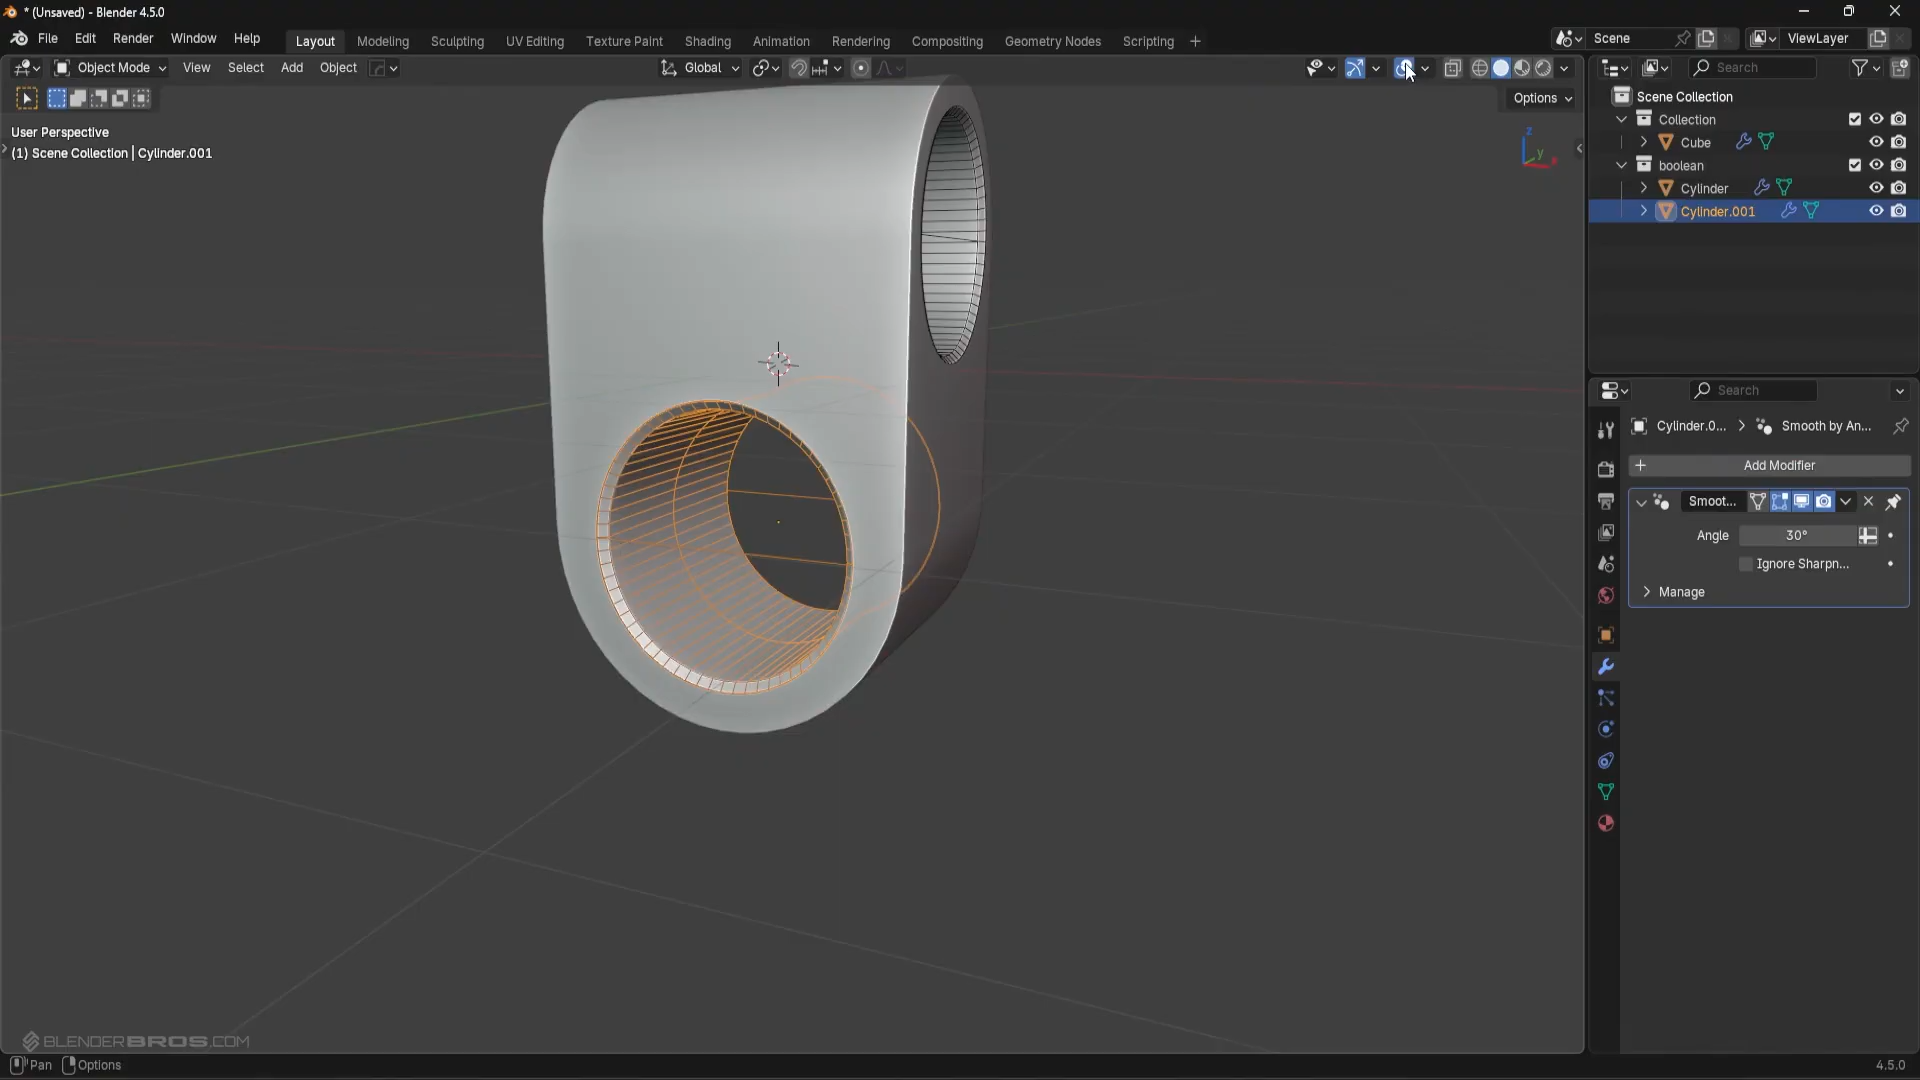 * (Unsaved) - Blender 4.5.0
File Edit Render Window Help
Layout Modeling Sculpting UV Editing Texture Paint Shading Animation Rendering Compositing Geometry Nodes Scripting +
Scene
ViewLayer
Object Mode View Select Add Object
Global
Options
Search
User Perspective
(1) Scene Collection | Cylinder.001
Z
Y
Scene Collection
Collection
Cube
boolean
Cylinder
Cylinder.001
Search
Cylinder.0... > Smooth by An...
+ Add Modifier
Smoot...
Angle 30°
Ignore Sharpn...
Manage
BLENDERBROS.COM
Pan Options
4.5.0